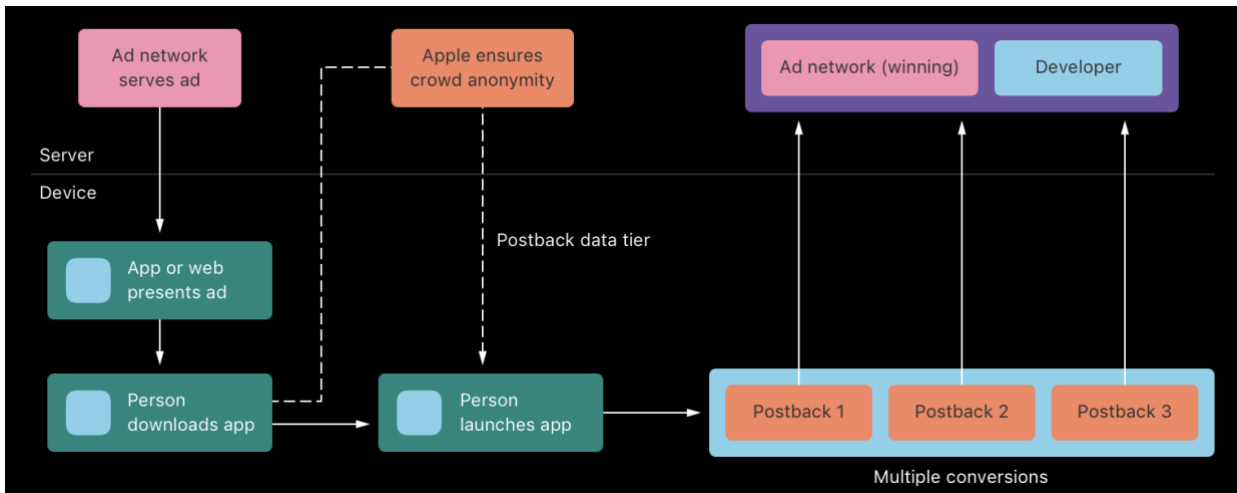 Ad network
serves ad
Apple ensures
crowd anonymity
Ad network (winning)
Developer
Server
Device
Postback data tier
App or web
presents ad
Person
downloads app
Person
launches app
Postback 1
Postback 2
Postback 3
Multiple conversions